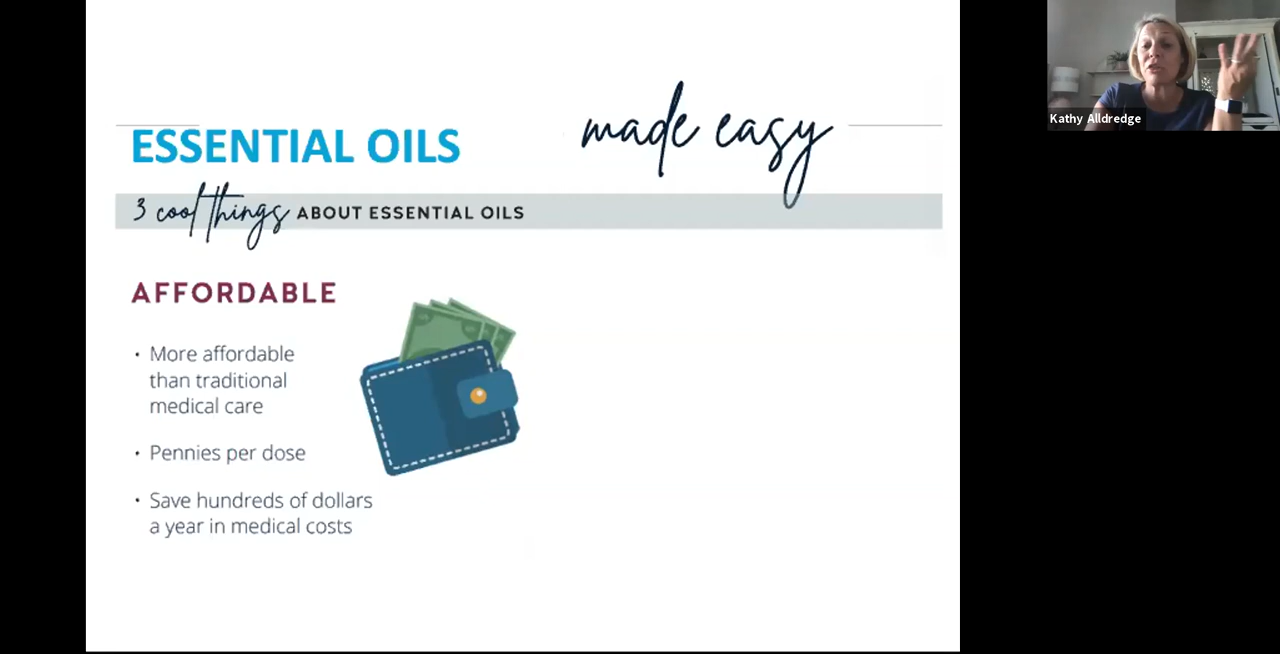 ESSENTIAL OILS made easy
3 cool things ABOUT ESSENTIAL OILS
AFFORDABLE
• More affordable
than traditional
medical care
• Pennies per dose
• Save hundreds of dollars
a year in medical costs
Kathy Alldredge